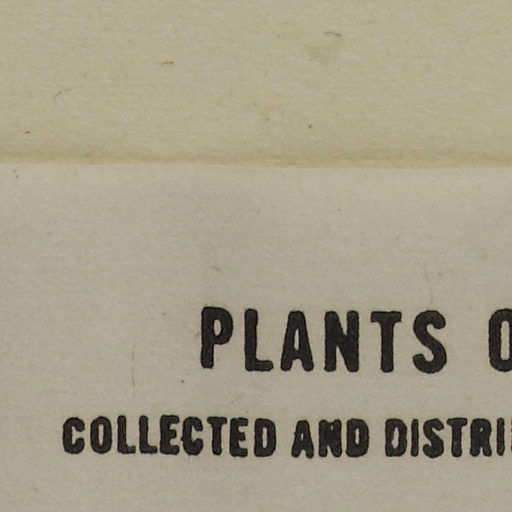 PLANTS O
COLLECTED AND DISTRI